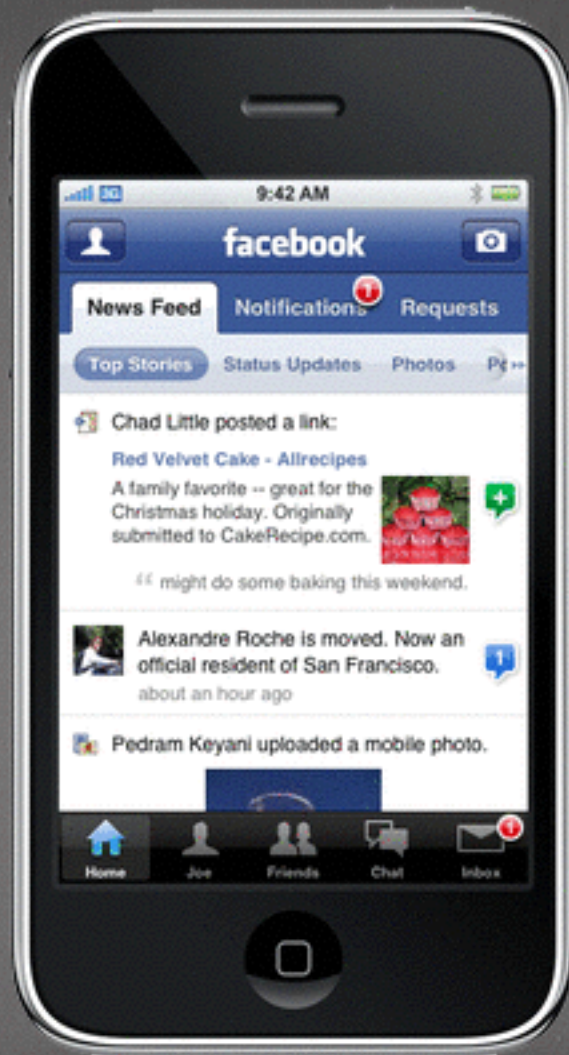 3G 9:42 AM
facebook
News Feed Notifications 1 Requests
Top Stories Status Updates Photos
Chad Little posted a link:
Red Velvet Cake - Allrecipes
A family favorite -- great for the
Christmas holiday. Originally
submitted to CakeRecipe.com.
“ might do some baking this weekend.
Alexandre Roche is moved. Now an
official resident of San Francisco.
1
about an hour ago
Pedram Keyani uploaded a mobile photo.
1
Home Joe Friends Chat Inbox